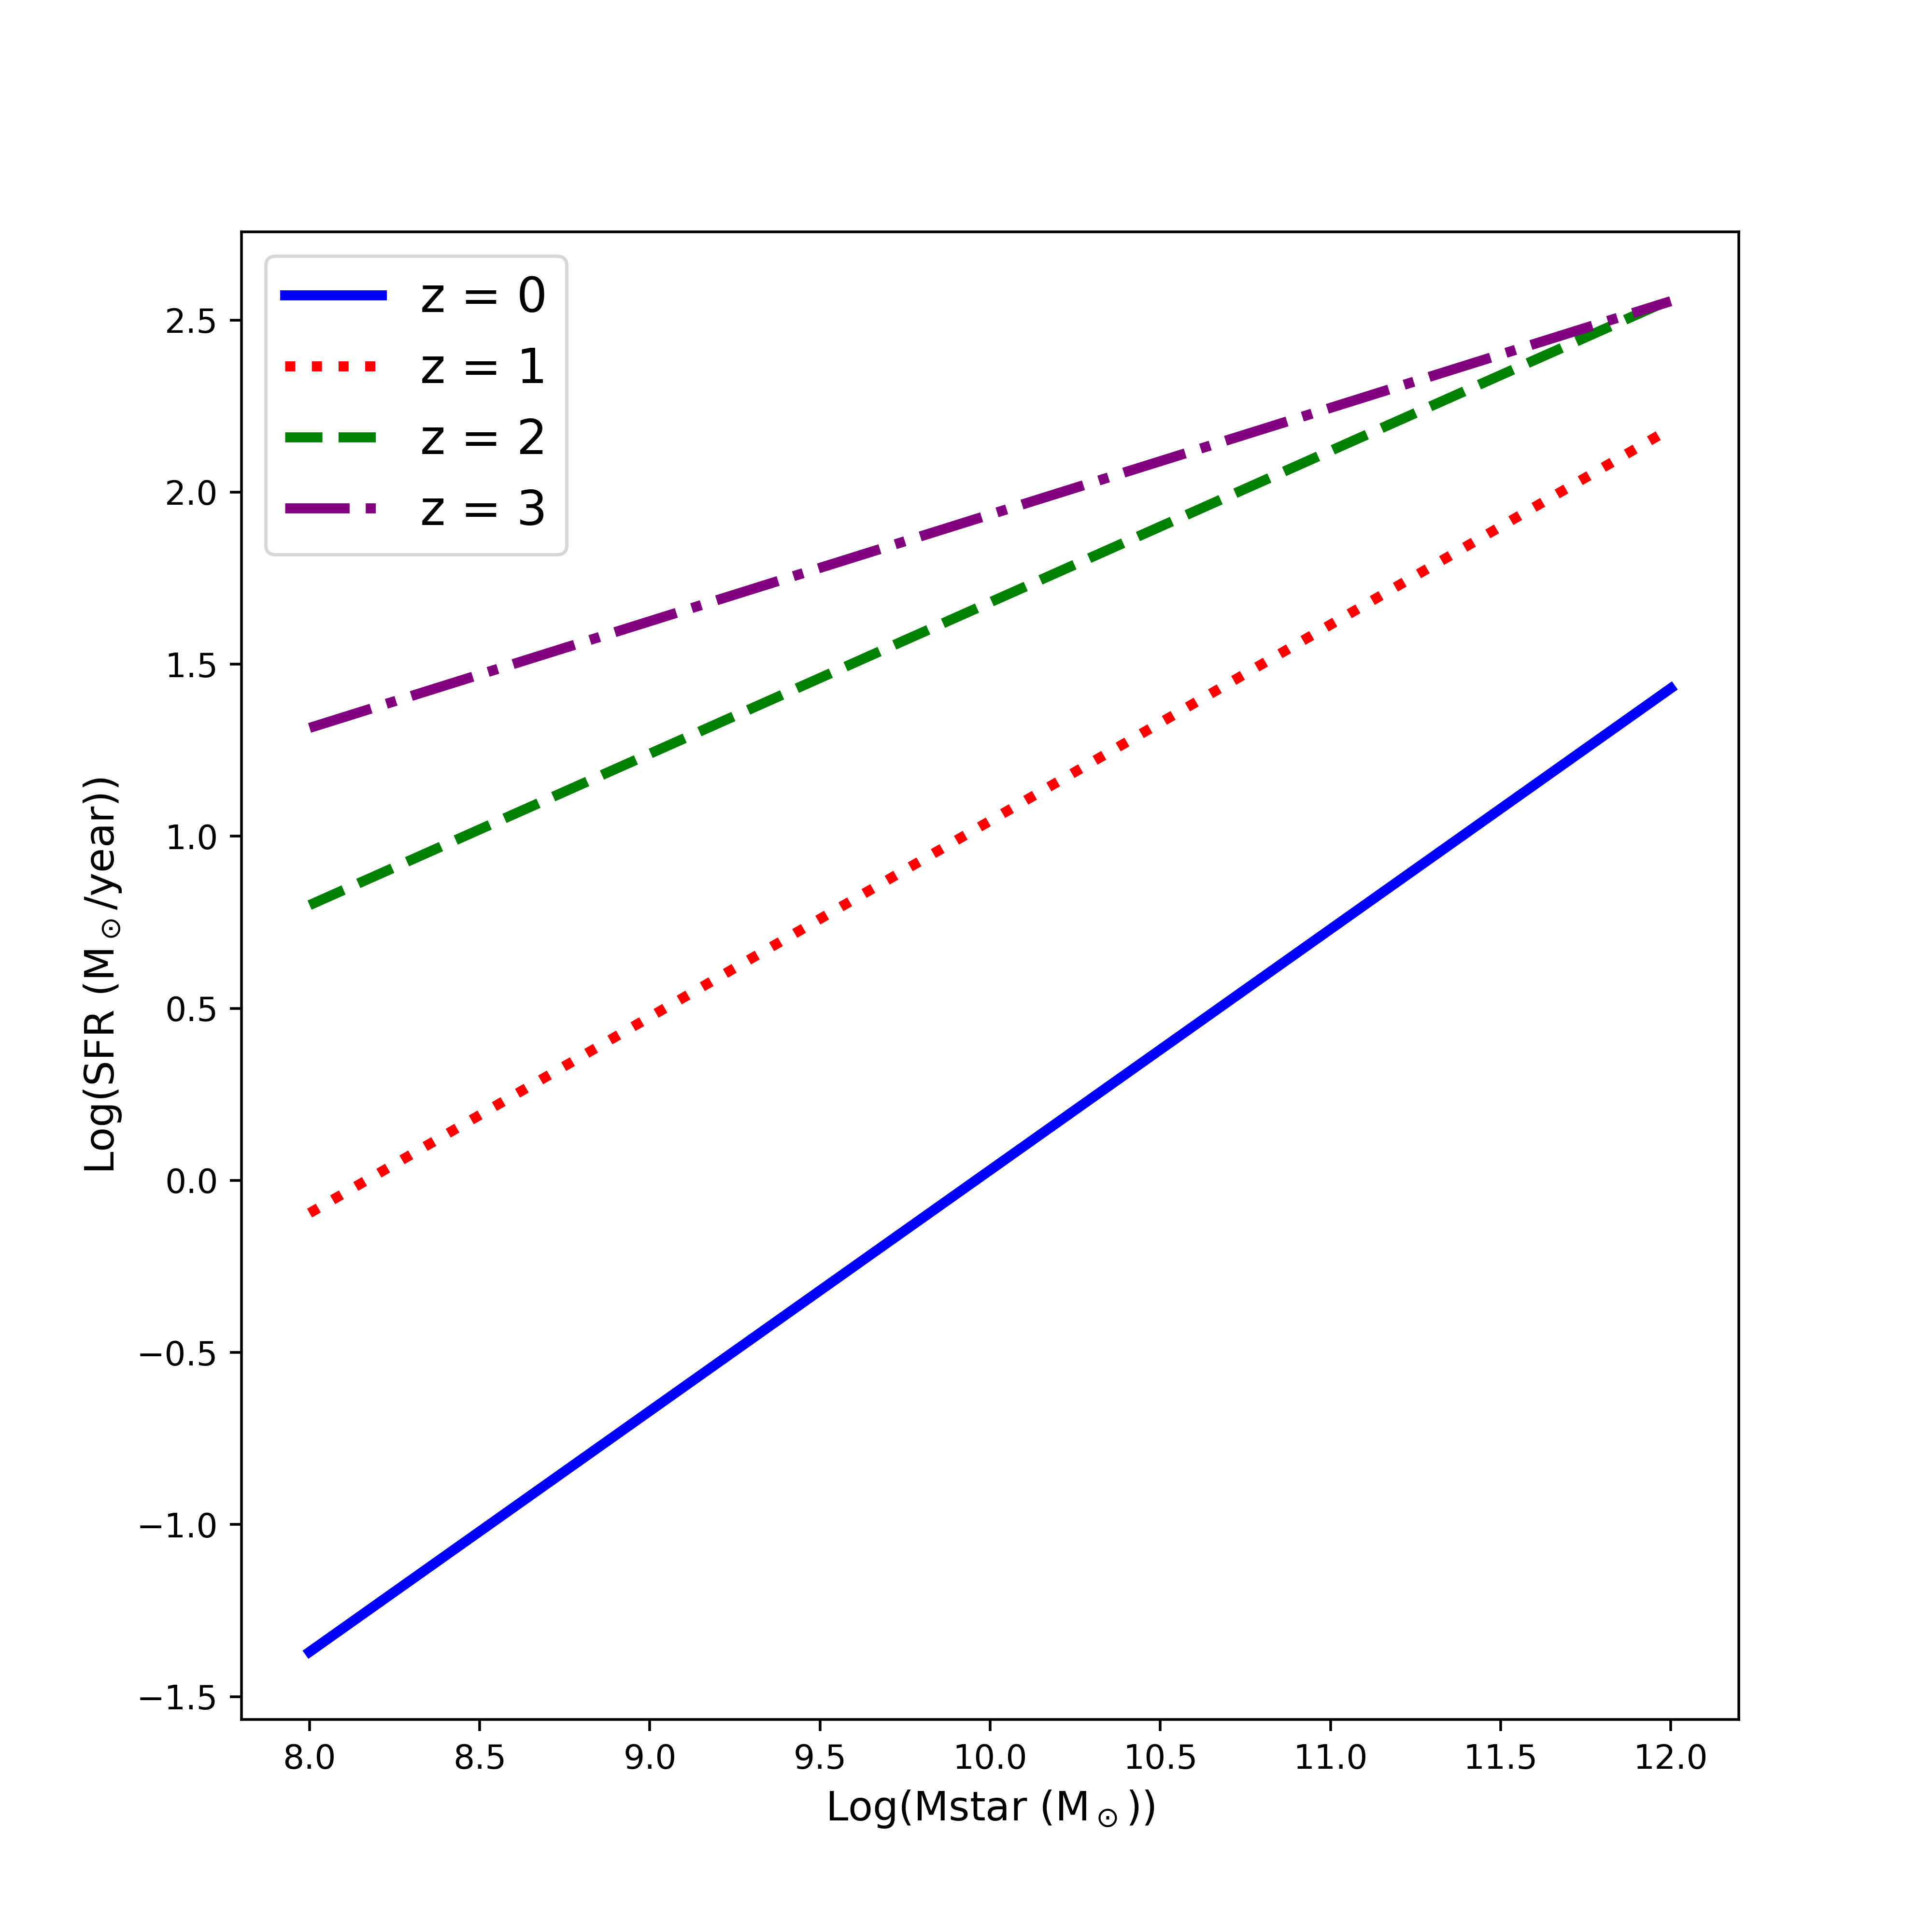 z = 0
z = 1
z = 2
z = 3
2.5
2.0
1.5
1.0
0.5
0.0
−0.5
−1.0
−1.5
Log(SFR (M☉/year))
8.0 8.5 9.0 9.5 10.0 10.5 11.0 11.5 12.0
Log(Mstar (M☉))